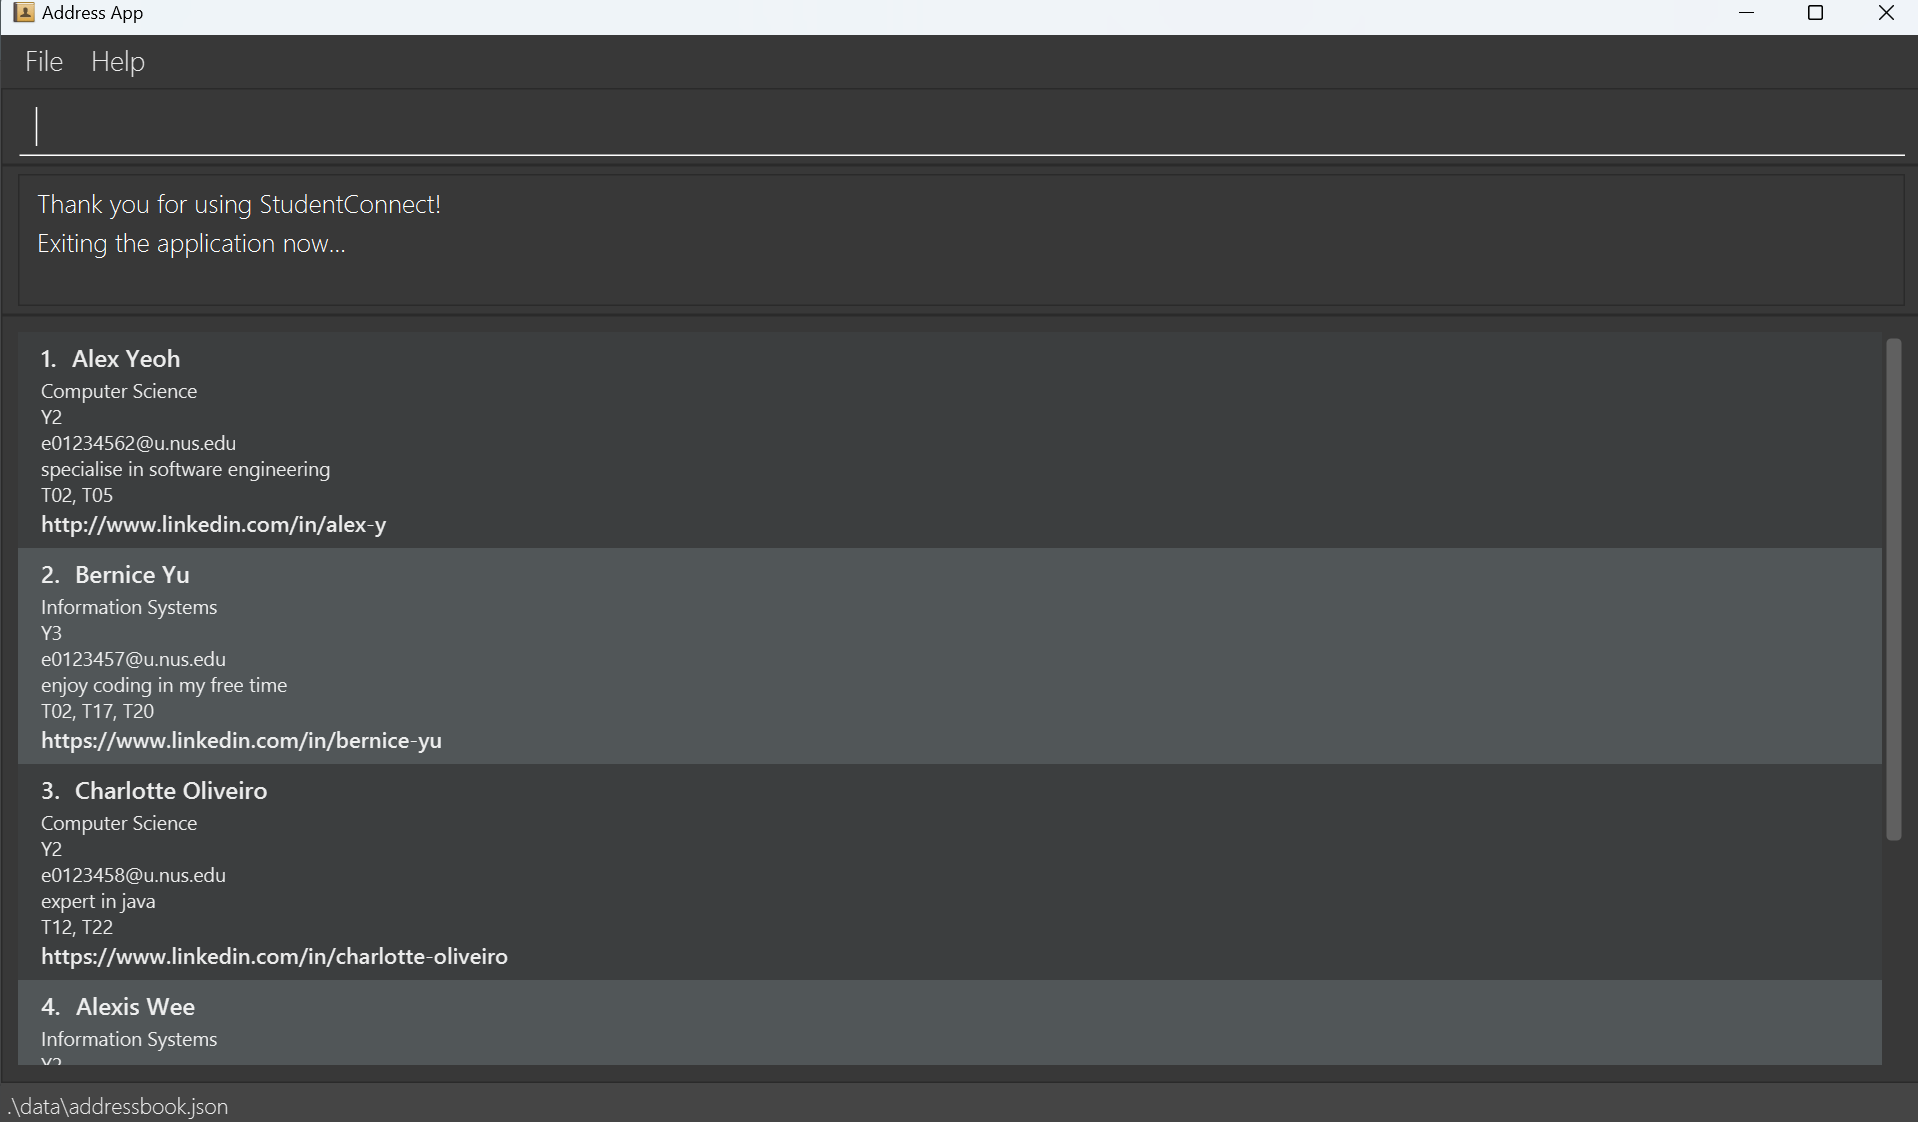 Address App
File Help
Thank you for using StudentConnect!
Exiting the application now...
1. Alex Yeoh
Computer Science
Y2
e01234562@u.nus.edu
specialise in software engineering
T02, T05
http://www.linkedin.com/in/alex-y
2. Bernice Yu
Information Systems
Y3
e0123457@u.nus.edu
enjoy coding in my free time
T02, T17, T20
https://www.linkedin.com/in/bernice-yu
3. Charlotte Oliveiro
Computer Science
Y2
e0123458@u.nus.edu
expert in java
T12, T22
https://www.linkedin.com/in/charlotte-oliveiro
4. Alexis Wee
Information Systems
.\data\addressbook.json